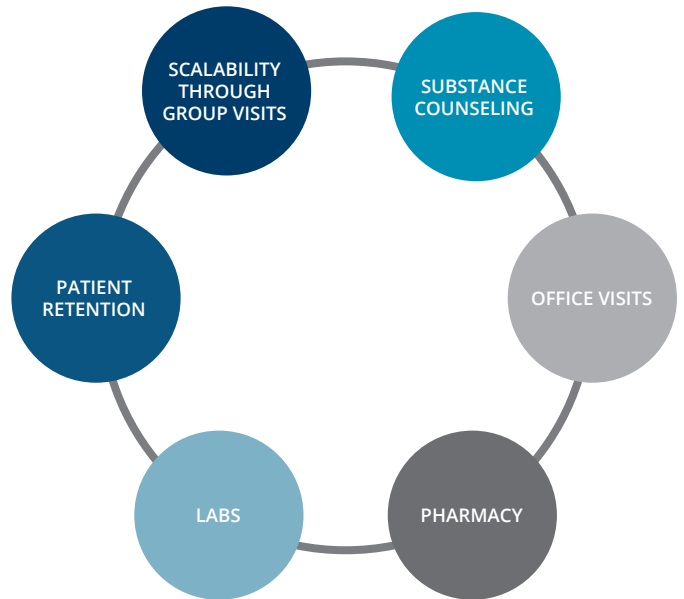 SCALABILITY
THROUGH
GROUP VISITS
SUBSTANCE
COUNSELING
OFFICE VISITS
PHARMACY
LABS
PATIENT
RETENTION